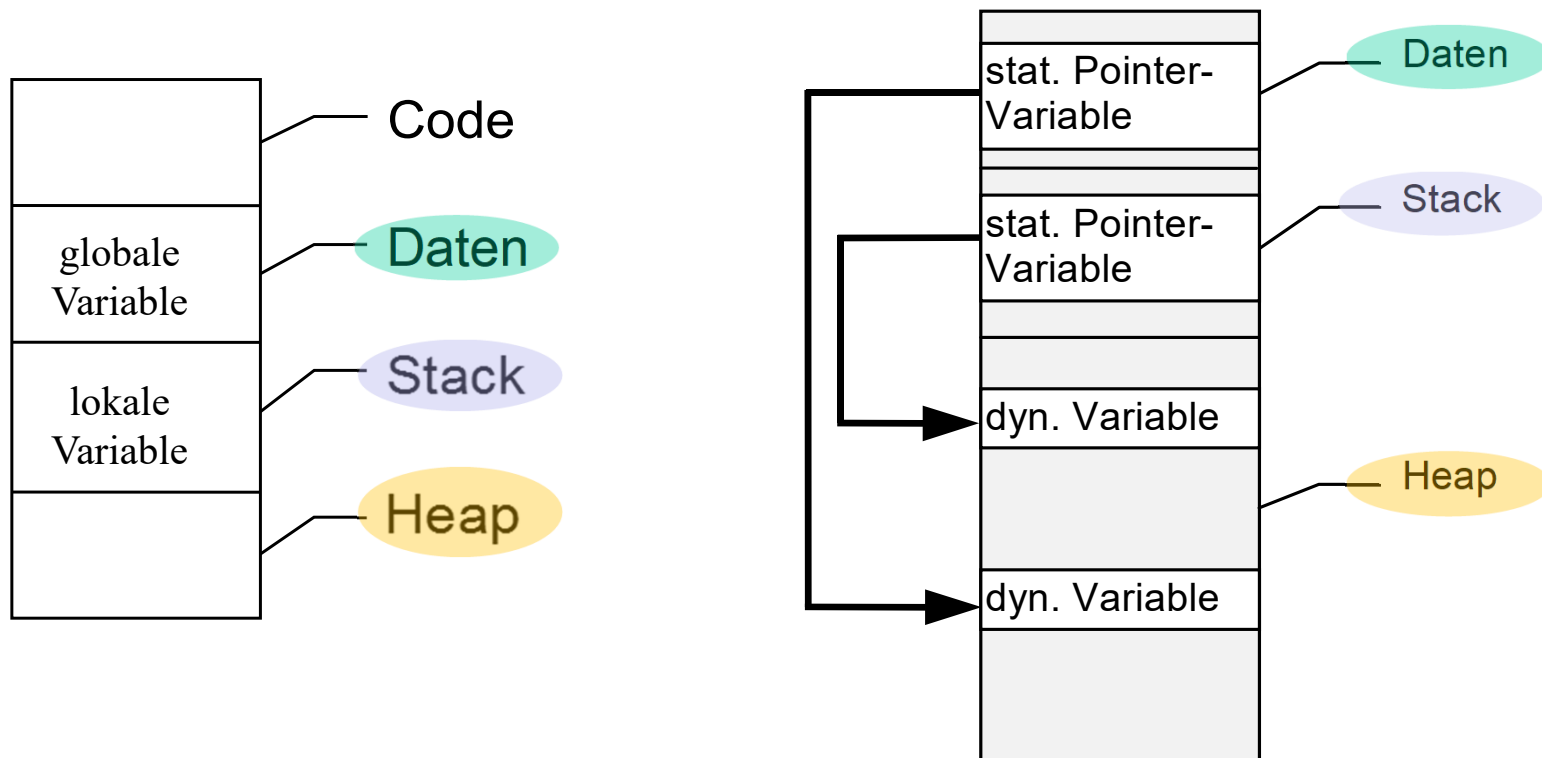 Code
globale
Variable
Daten
lokale
Variable
Stack
Heap
stat. Pointer-
Variable
Daten
stat. Pointer-
Variable
Stack
dyn. Variable
Heap
dyn. Variable